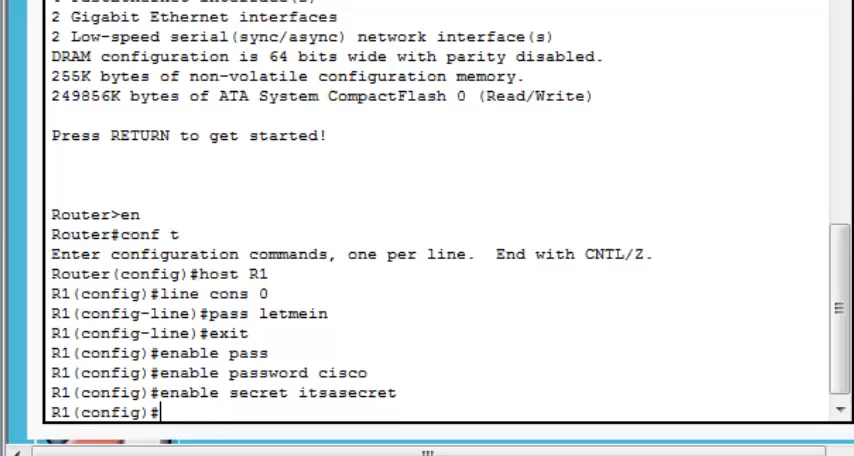 2 Gigabit Ethernet interfaces
2 Low-speed serial(sync/async) network interface(s)
DRAM configuration is 64 bits wide with parity disabled.
255K bytes of non-volatile configuration memory.
249856K bytes of ATA System CompactFlash 0 (Read/Write)
Press RETURN to get started!
Router>en
Router#conf t
Enter configuration commands, one per line.  End with CNTL/Z.
Router(config)#host R1
R1(config)#line cons 0
R1(config-line)#pass letmein
R1(config-line)#exit
R1(config)#enable pass
R1(config)#enable password cisco
R1(config)#enable secret itsasecret
R1(config)#